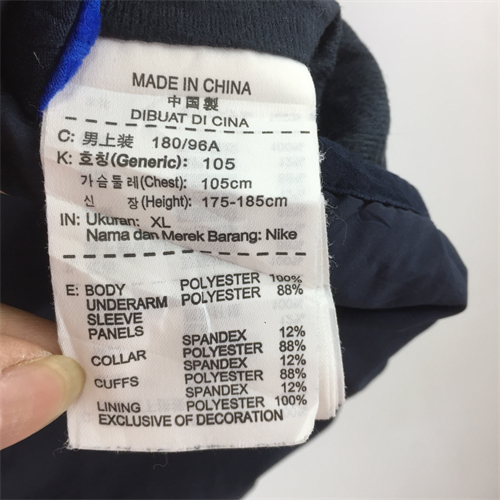 MADE IN CHINA
中国製
DIBUAT DI CINA
C: 男上装 180/96A
K: 호칭(Generic): 105
가슴둘레(Chest): 105cm
신 장(Height): 175-185cm
IN: Ukuran: XL
Nama dan Merek Barang: Nike
E: BODY POLYESTER 100%
UNDERARM POLYESTER 88%
SLEEVE
PANELS SPANDEX 12%
COLLAR POLYESTER 88%
SPANDEX 12%
CUFFS POLYESTER 88%
SPANDEX 12%
LINING POLYESTER 100%
EXCLUSIVE OF DECORATION